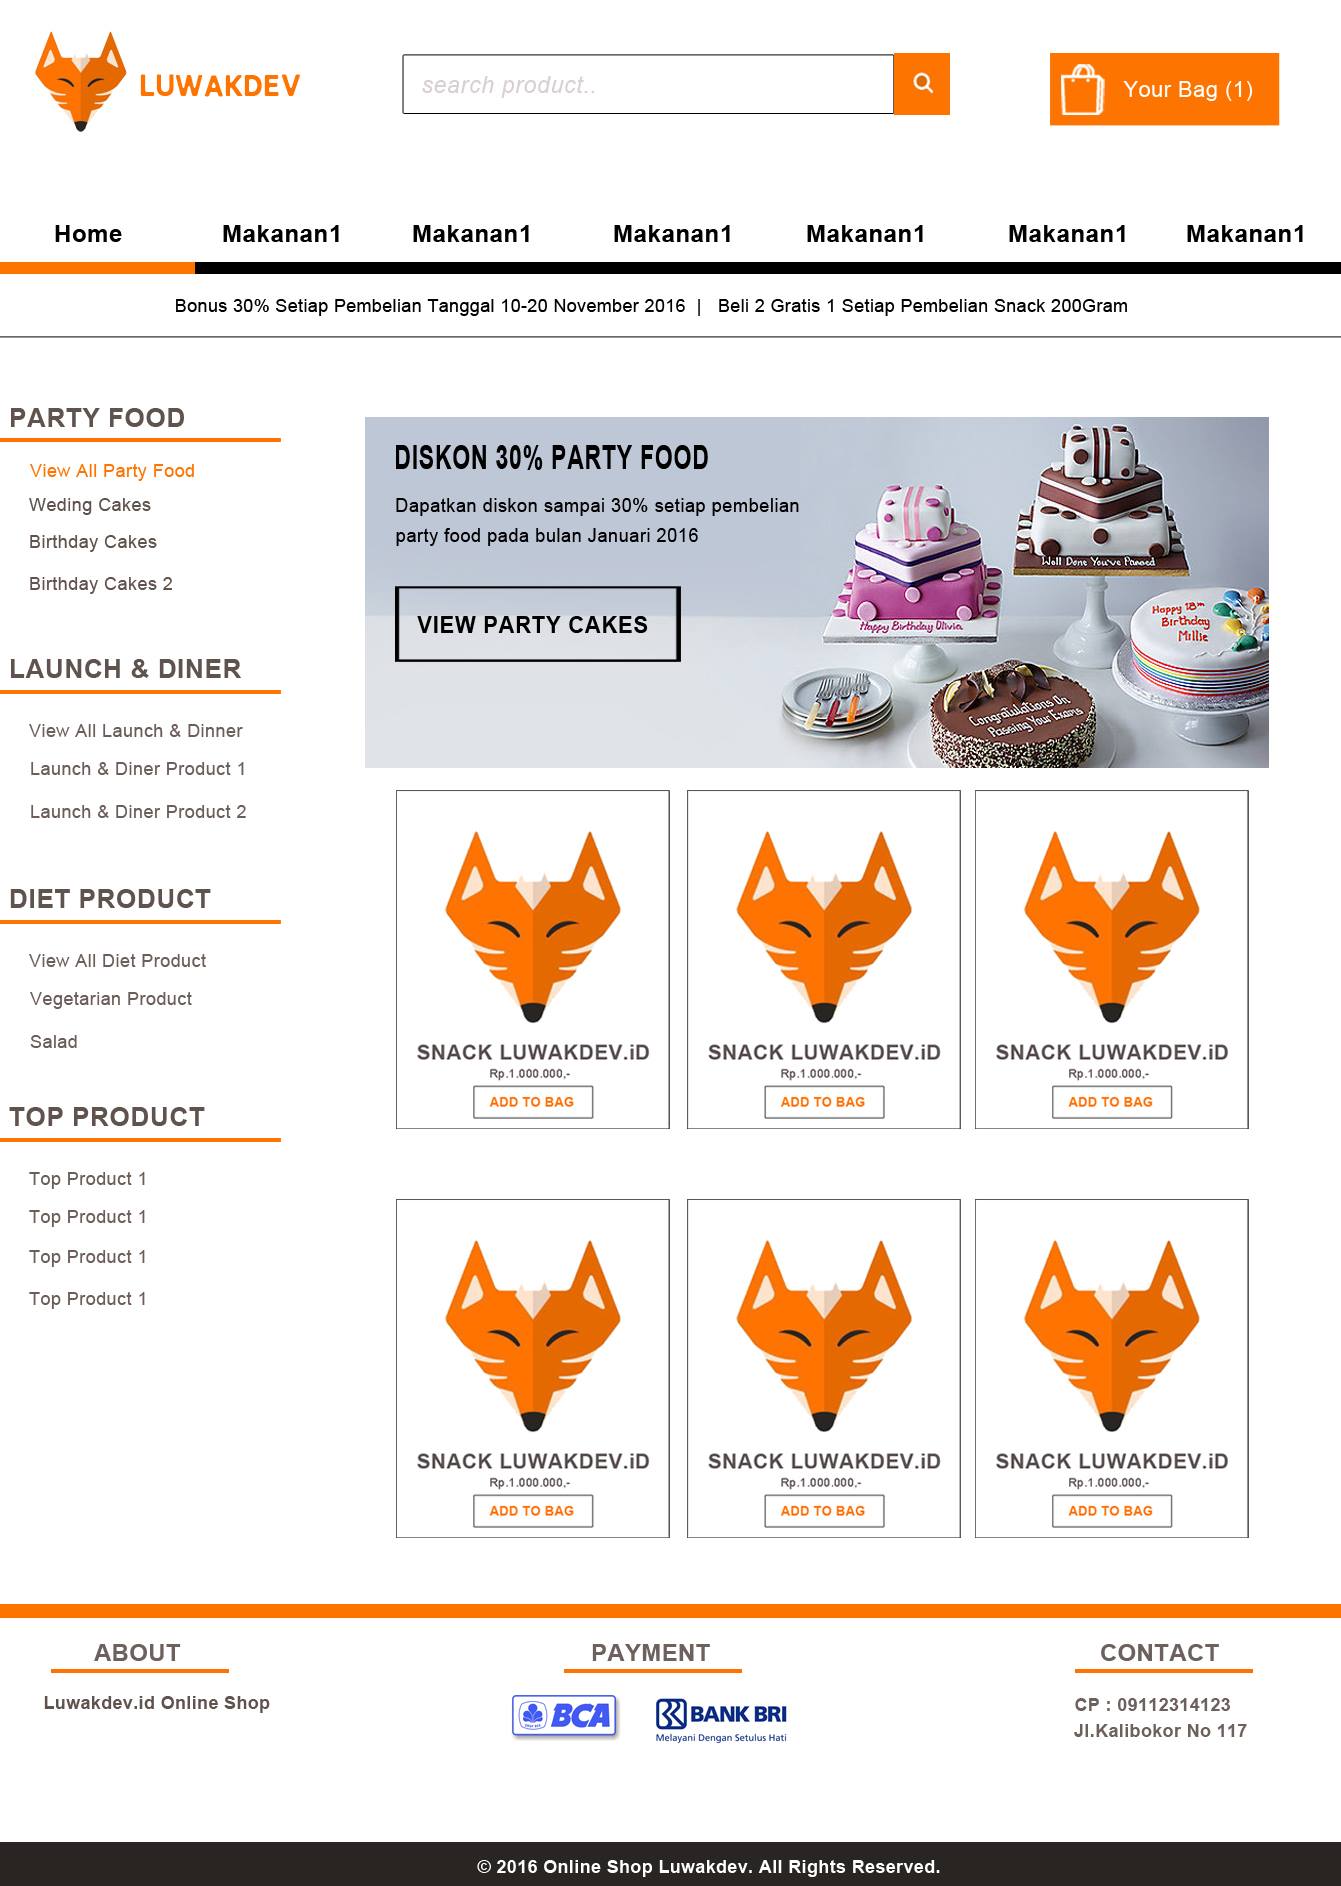 LUWAKDEV
search product..
Your Bag (1)
Home Makanan1 Makanan1 Makanan1 Makanan1 Makanan1 Makanan1
Bonus 30% Setiap Pembelian Tanggal 10-20 November 2016 | Beli 2 Gratis 1 Setiap Pembelian Snack 200Gram
PARTY FOOD
View All Party Food
Weding Cakes
Birthday Cakes
Birthday Cakes 2
LAUNCH & DINER
View All Launch & Dinner
Launch & Diner Product 1
Launch & Diner Product 2
DIET PRODUCT
View All Diet Product
Vegetarian Product
Salad
TOP PRODUCT
Top Product 1
Top Product 1
Top Product 1
Top Product 1
DISKON 30% PARTY FOOD
Dapatkan diskon sampai 30% setiap pembelian
party food pada bulan Januari 2016
VIEW PARTY CAKES
Well Done You've Passed
Happy Birthday Olivia
Happy 18th
Birthday
Millie
Congratulations On
Passing Your Exams
SNACK LUWAKDEV.iD
Rp.1.000.000,-
ADD TO BAG
SNACK LUWAKDEV.iD
Rp.1.000.000,-
ADD TO BAG
SNACK LUWAKDEV.iD
Rp.1.000.000,-
ADD TO BAG
SNACK LUWAKDEV.iD
Rp.1.000.000,-
ADD TO BAG
SNACK LUWAKDEV.iD
Rp.1.000.000,-
ADD TO BAG
SNACK LUWAKDEV.iD
Rp.1.000.000,-
ADD TO BAG
ABOUT
Luwakdev.id Online Shop
PAYMENT
BCA
BANK BRI
Melayani Dengan Setulus Hati
CONTACT
CP : 09112314123
Jl.Kalibokor No 117
© 2016 Online Shop Luwakdev. All Rights Reserved.